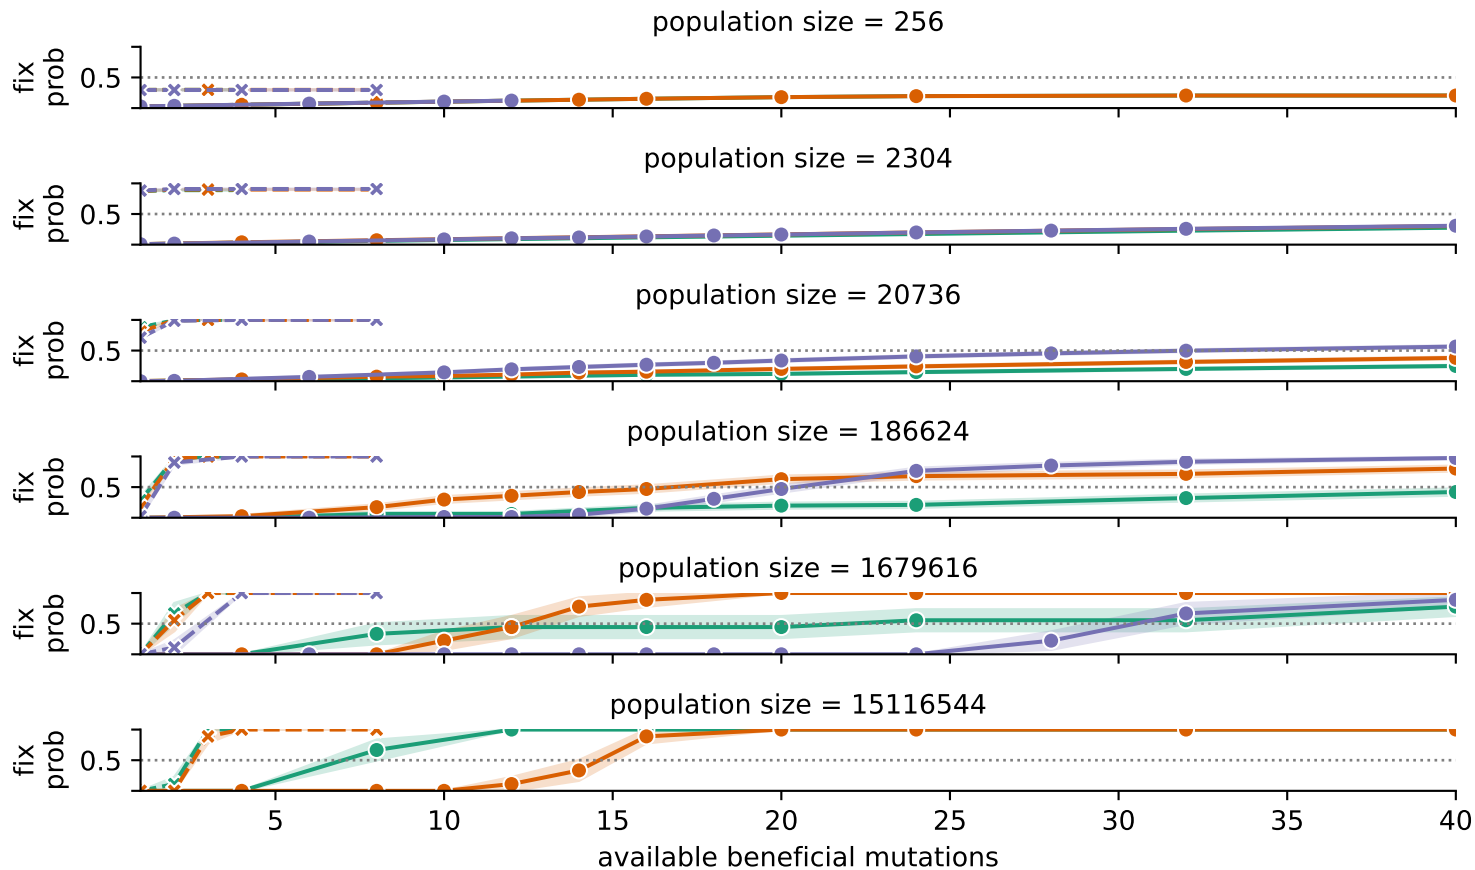 population size = 256
fix
prob
0.5
population size = 2304
fix
prob
0.5
population size = 20736
fix
prob
0.5
population size = 186624
fix
prob
0.5
population size = 1679616
fix
prob
0.5
population size = 15116544
fix
prob
0.5
5 10 15 20 25 30 35 40
available beneficial mutations